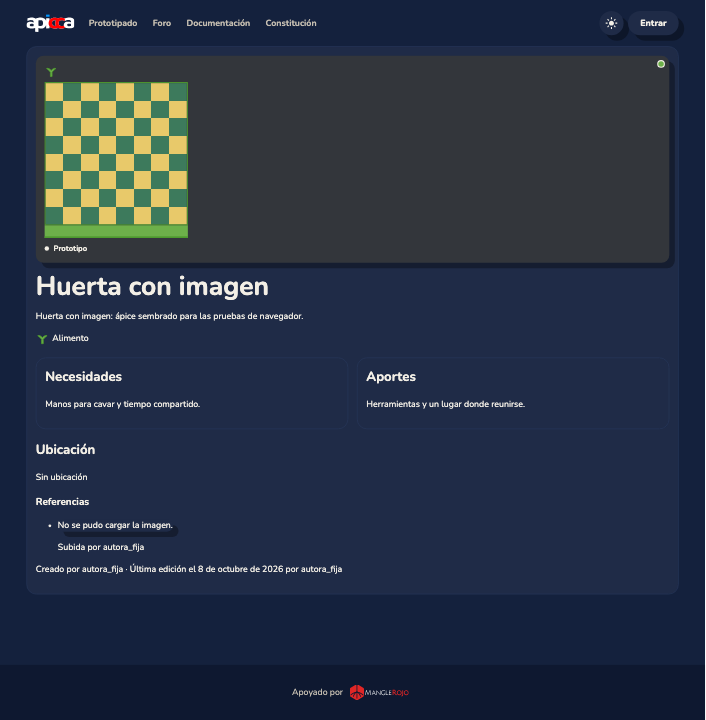 apicca
Prototipado
Foro
Documentación
Constitución
Entrar
Prototipo
Huerta con imagen
Huerta con imagen: ápice sembrado para las pruebas de navegador.
Alimento
Necesidades
Manos para cavar y tiempo compartido.
Aportes
Herramientas y un lugar donde reunirse.
Ubicación
Sin ubicación
Referencias
No se pudo cargar la imagen.
Subida por autora_fija
Creado por autora_fija · Última edición el 8 de octubre de 2026 por autora_fija
Apoyado por
MANGLEROJO